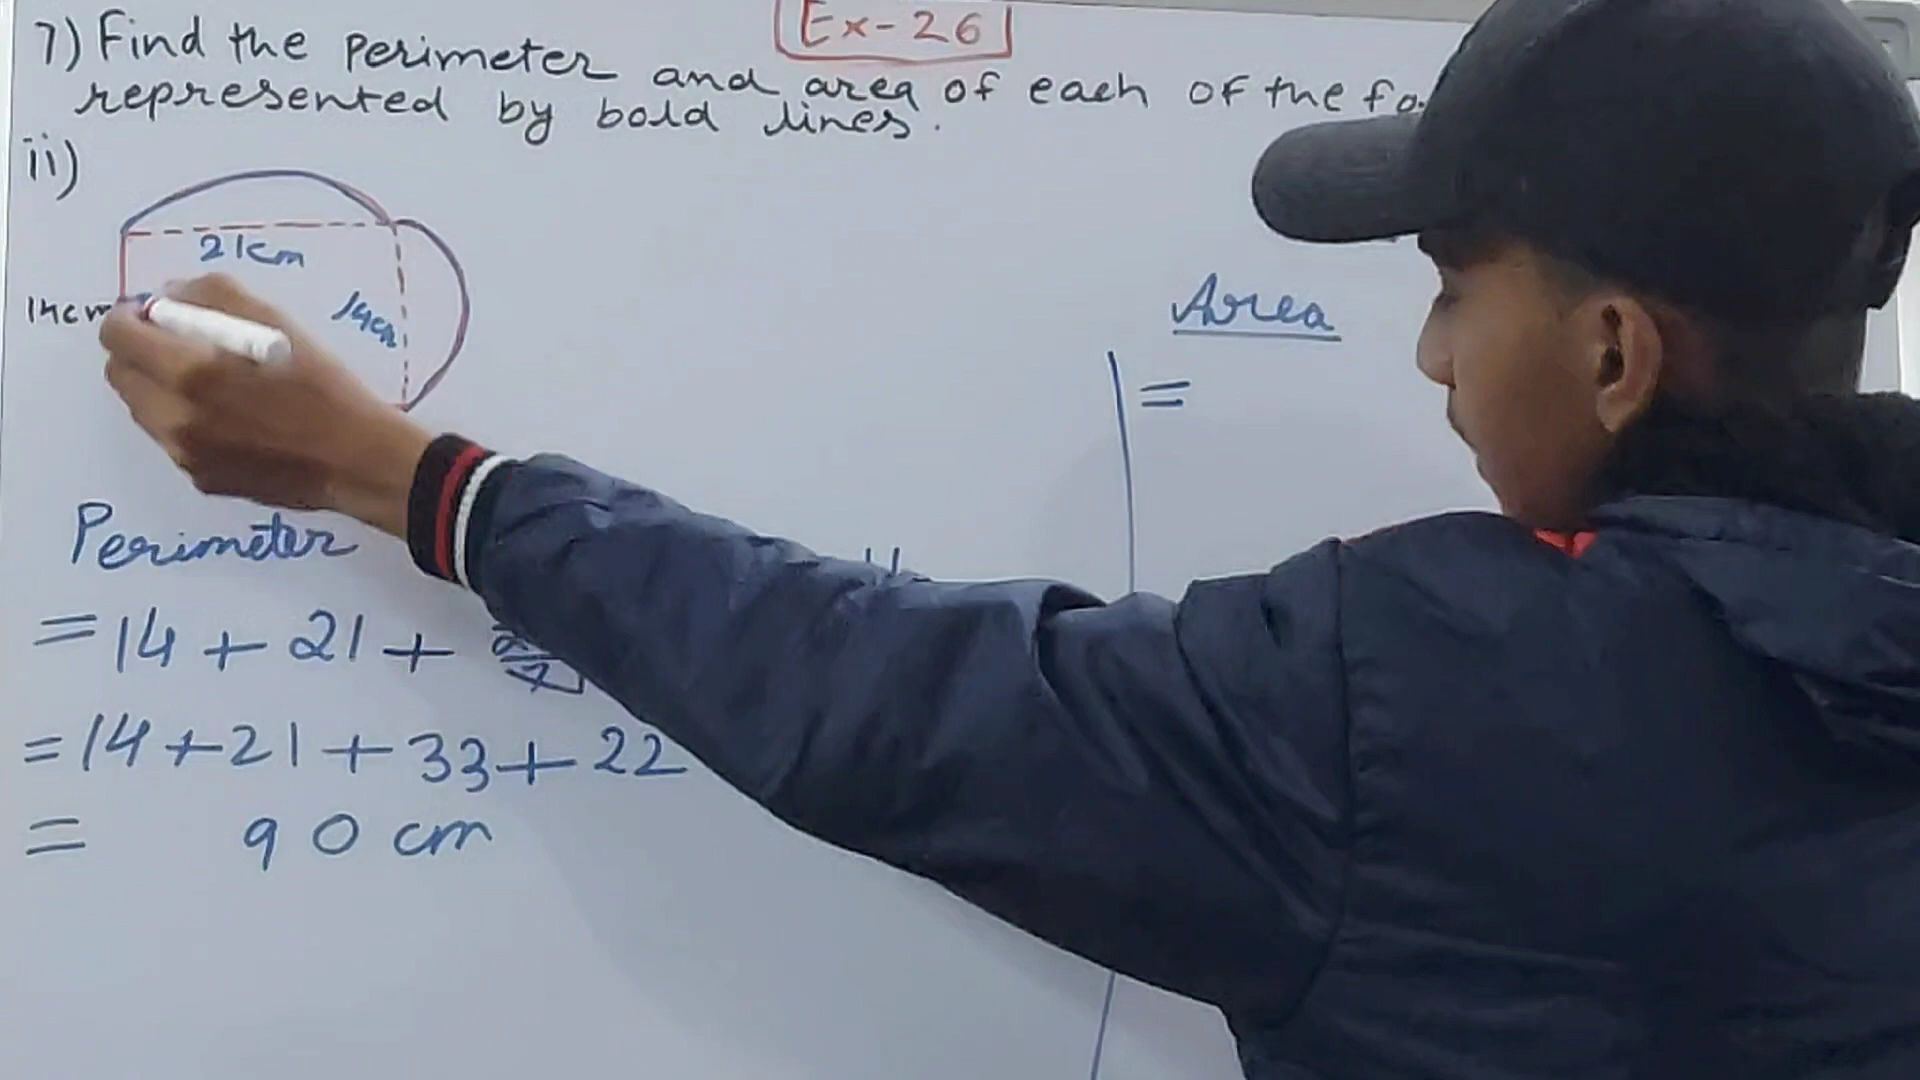 Ex-26
7) Find the perimeter and area of each of the
represented by bold lines.
ii)
21cm
14cm
14cm
Area
=
Perimeter
= 14 + 21 +
= 14 + 21 + 33 + 22
= 90 cm